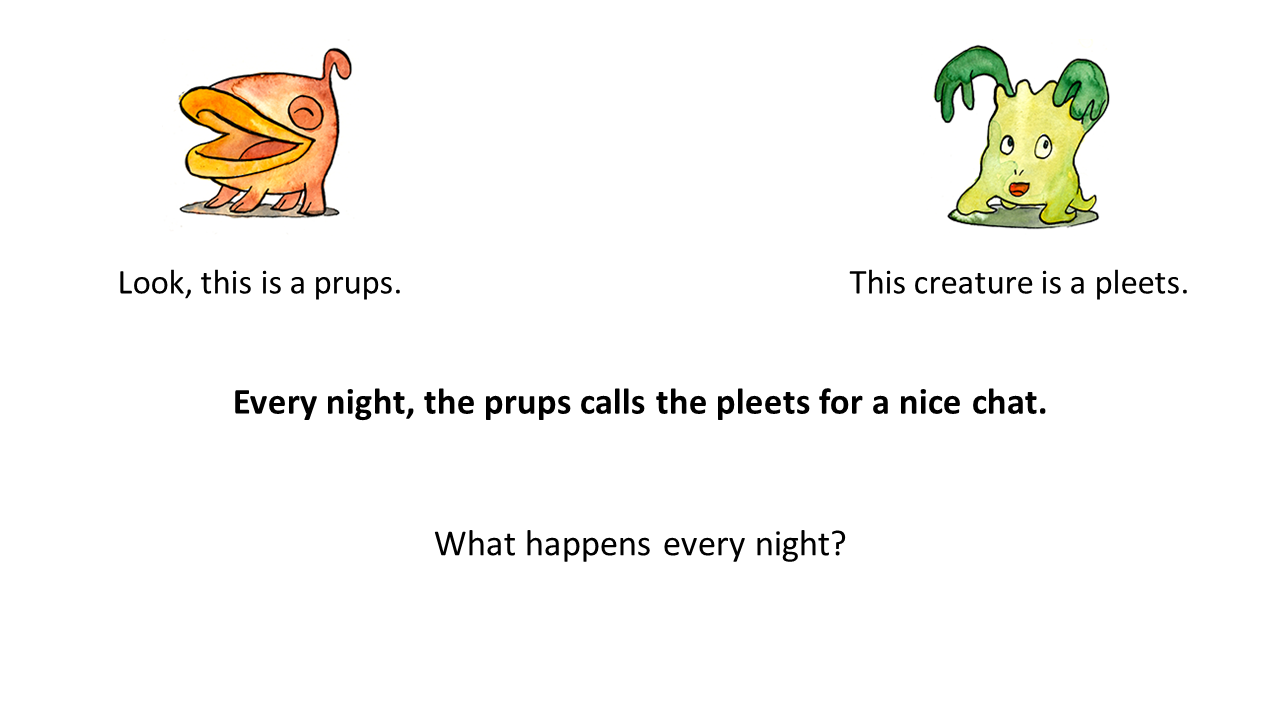 Look, this is a prups.
This creature is a pleets.
Every night, the prups calls the pleets for a nice chat.
What happens every night?